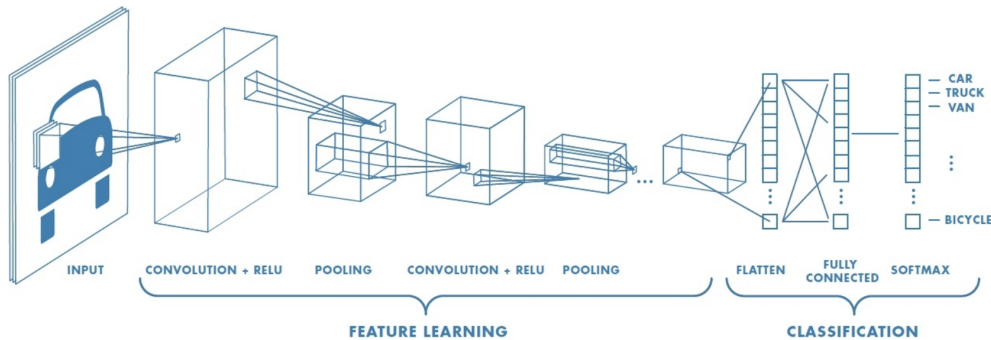 CAR
TRUCK
VAN
BICYCLE
INPUT
CONVOLUTION + RELU
POOLING
CONVOLUTION + RELU
POOLING
FLATTEN
FULLY
CONNECTED
SOFTMAX
FEATURE LEARNING
CLASSIFICATION